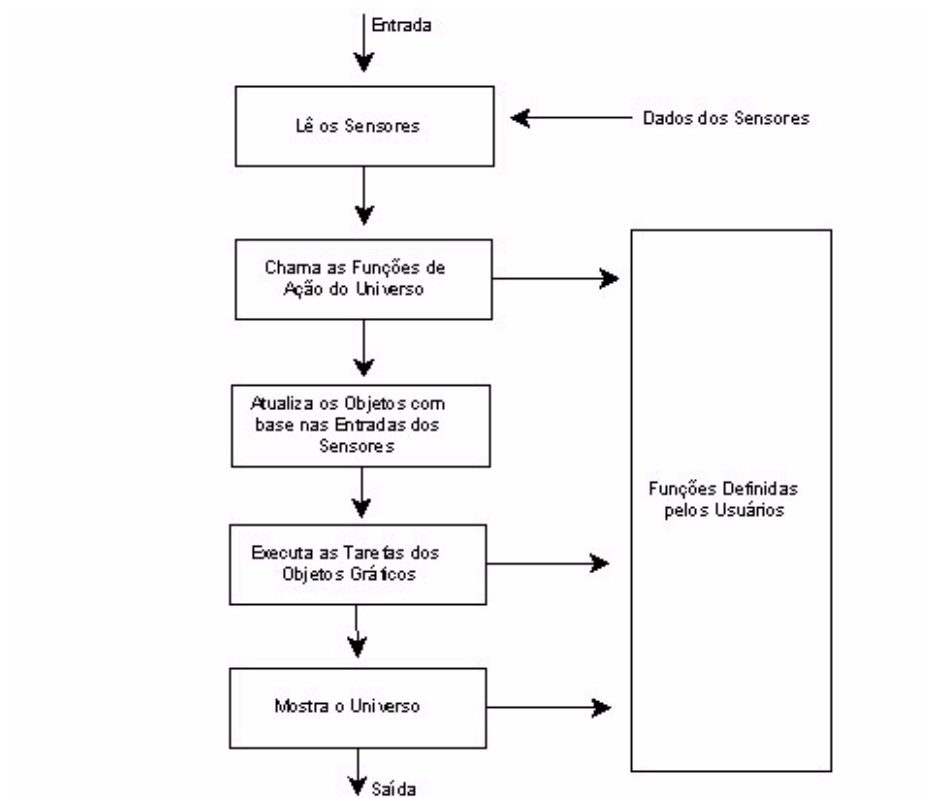 Entrada
Lê os Sensores
Dados dos Sensores
Chama as Funções de
Ação do Universo
Atualiza os Objetos com
base nas Entradas dos
Sensores
Funções Definidas
pelos Usuários
Executa as Tarefas dos
Objetos Gráficos
Mostra o Universo
Saída